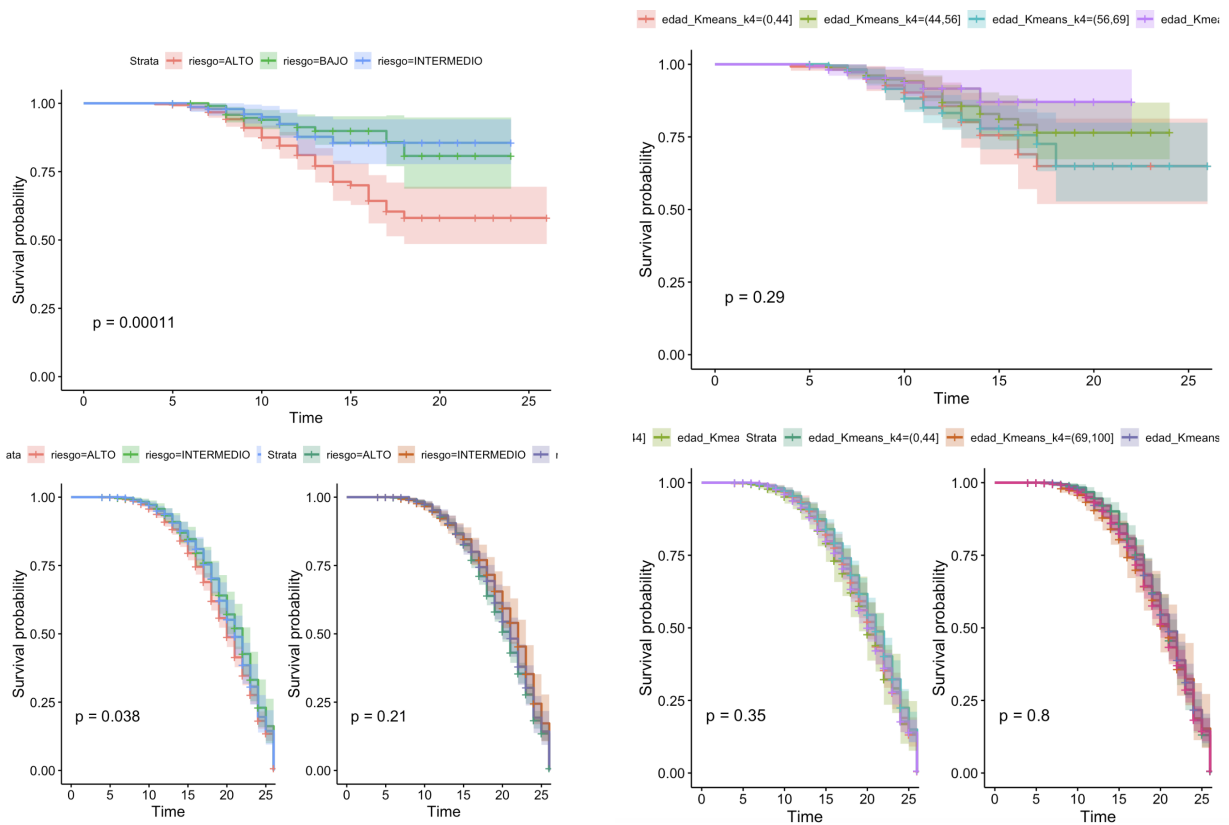 Strata riesgo=ALTO riesgo=BAJO riesgo=INTERMEDIO
Survival probability
1.00
0.75
0.50
0.25
0.00
p = 0.00011
0 5 10 15 20 25
Time
edad_Kmeans_k4=(0,44] edad_Kmeans_k4=(44,56] edad_Kmeans_k4=(56,69] edad_Kmea
Survival probability
1.00
0.75
0.50
0.25
0.00
p = 0.29
0 5 10 15 20 25
Time
ata riesgo=ALTO riesgo=INTERMEDIO
Survival probability
1.00
0.75
0.50
0.25
0.00
p = 0.038
0 5 10 15 20 25
Time
Strata riesgo=ALTO riesgo=INTERMEDIO
Survival probability
1.00
0.75
0.50
0.25
0.00
p = 0.21
0 5 10 15 20 25
Time
44] edad_Kmea
Survival probability
1.00
0.75
0.50
0.25
0.00
p = 0.35
0 5 10 15 20 25
Time
Strata edad_Kmeans_k4=(0,44] edad_Kmeans_k4=(69,100] edad_Kmeans
Survival probability
1.00
0.75
0.50
0.25
0.00
p = 0.8
0 5 10 15 20 25
Time